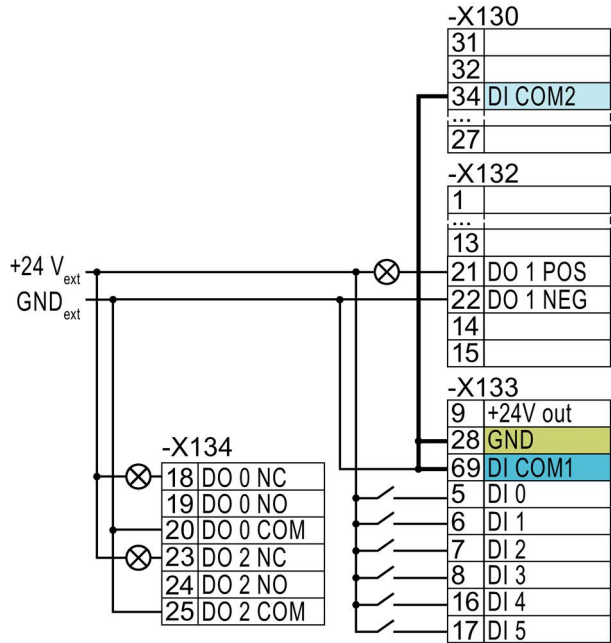 -X130
31
32
34 DI COM2
...
27
-X132
1
...
13
21 DO 1 POS
22 DO 1 NEG
14
15
+24 Vext
GNDext
-X133
9 +24V out
28 GND
69 DI COM1
5 DI 0
6 DI 1
7 DI 2
8 DI 3
16 DI 4
17 DI 5
-X134
18 DO 0 NC
19 DO 0 NO
20 DO 0 COM
23 DO 2 NC
24 DO 2 NO
25 DO 2 COM